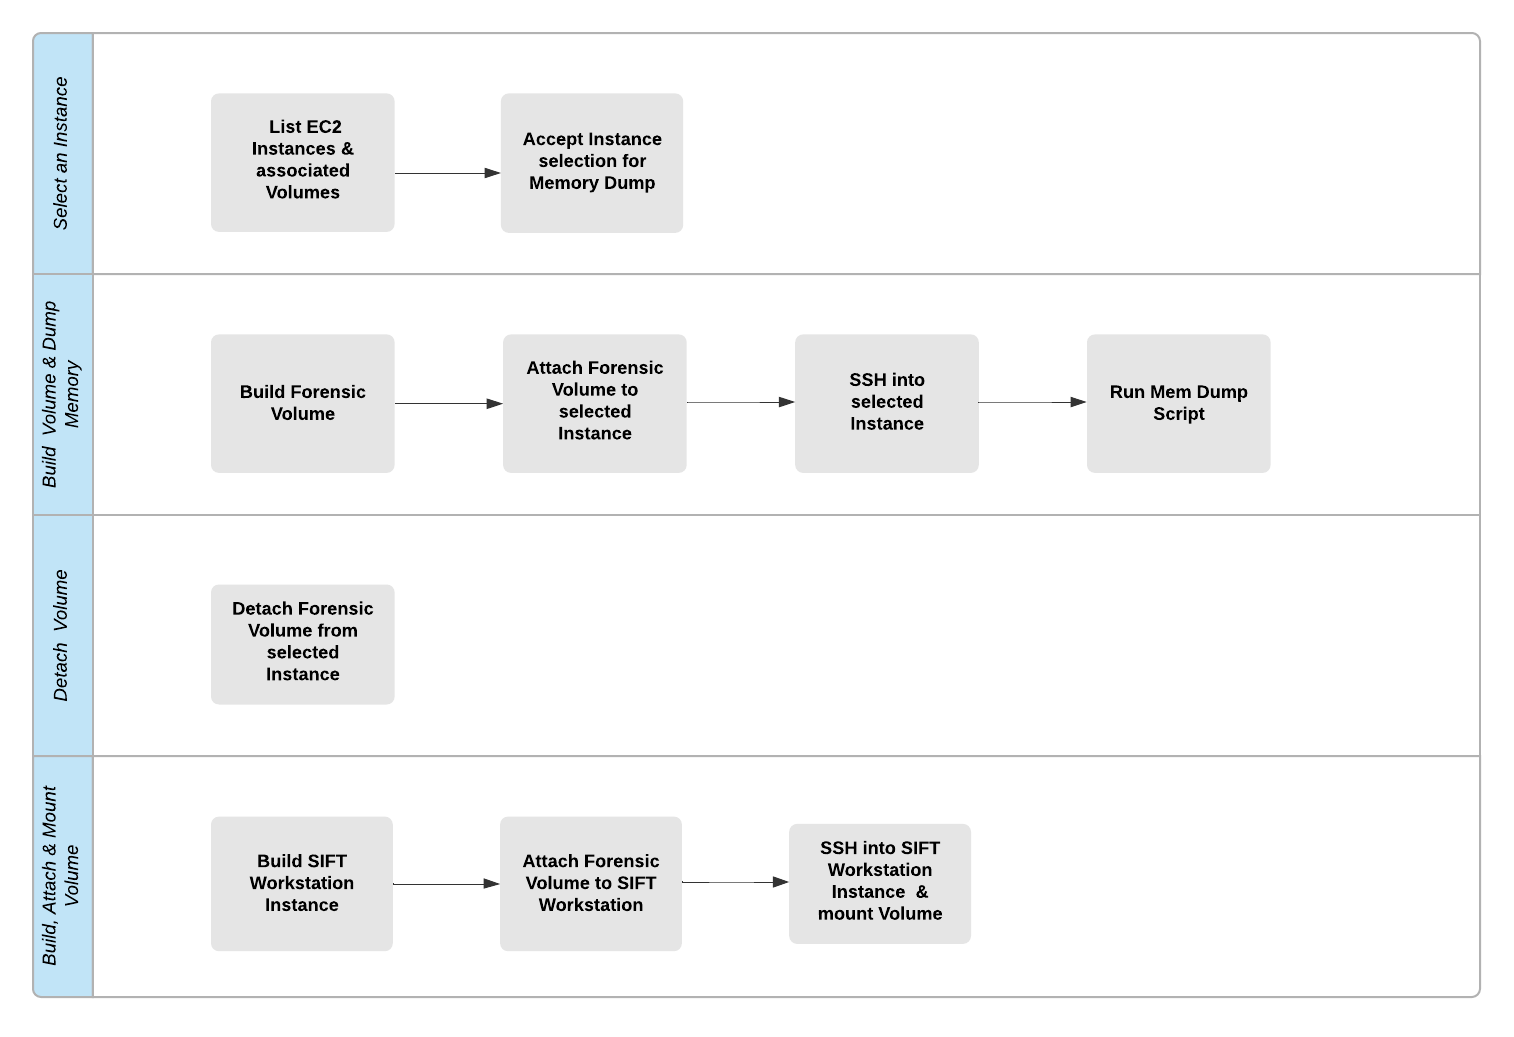 Select an Instance
List EC2
Instances &
associated
Volumes
Accept Instance
selection for
Memory Dump
Build Volume & Dump
Memory
Build Forensic
Volume
Attach Forensic
Volume to
selected
Instance
SSH into
selected
Instance
Run Mem Dump
Script
Detach Volume
Detach Forensic
Volume from
selected
Instance
Build, Attach & Mount
Volume
Build SIFT
Workstation
Instance
Attach Forensic
Volume to SIFT
Workstation
SSH into SIFT
Workstation
Instance &
mount Volume